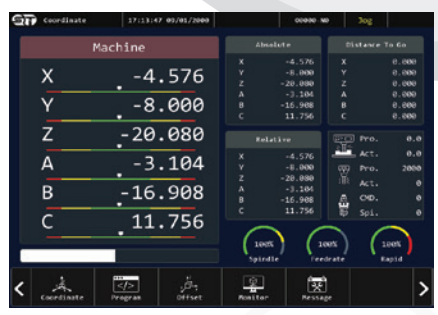 Coordinate 17:13:47 09/01/2000 O0000 N0 Jog
Machine
X -4.576
Y -8.000
Z -20.080
A -3.104
B -16.908
C 11.756
Absolute
X -4.576
Y -8.000
Z -20.080
A -3.104
B -16.908
C 11.756
Distance To Go
X 0.000
Y 0.000
Z 0.000
A 0.000
B 0.000
C 0.000
Relative
X -4.576
Y -8.000
Z -20.080
A -3.104
B -16.908
C 11.756
Pro. 0.0
Act. 0.0
Pro. 2000
Act. 0
CMD. 0
Spi. 0
100% 100% 100%
Spindle Feedrate Rapid
Coordinate Program Offset Monitor Message